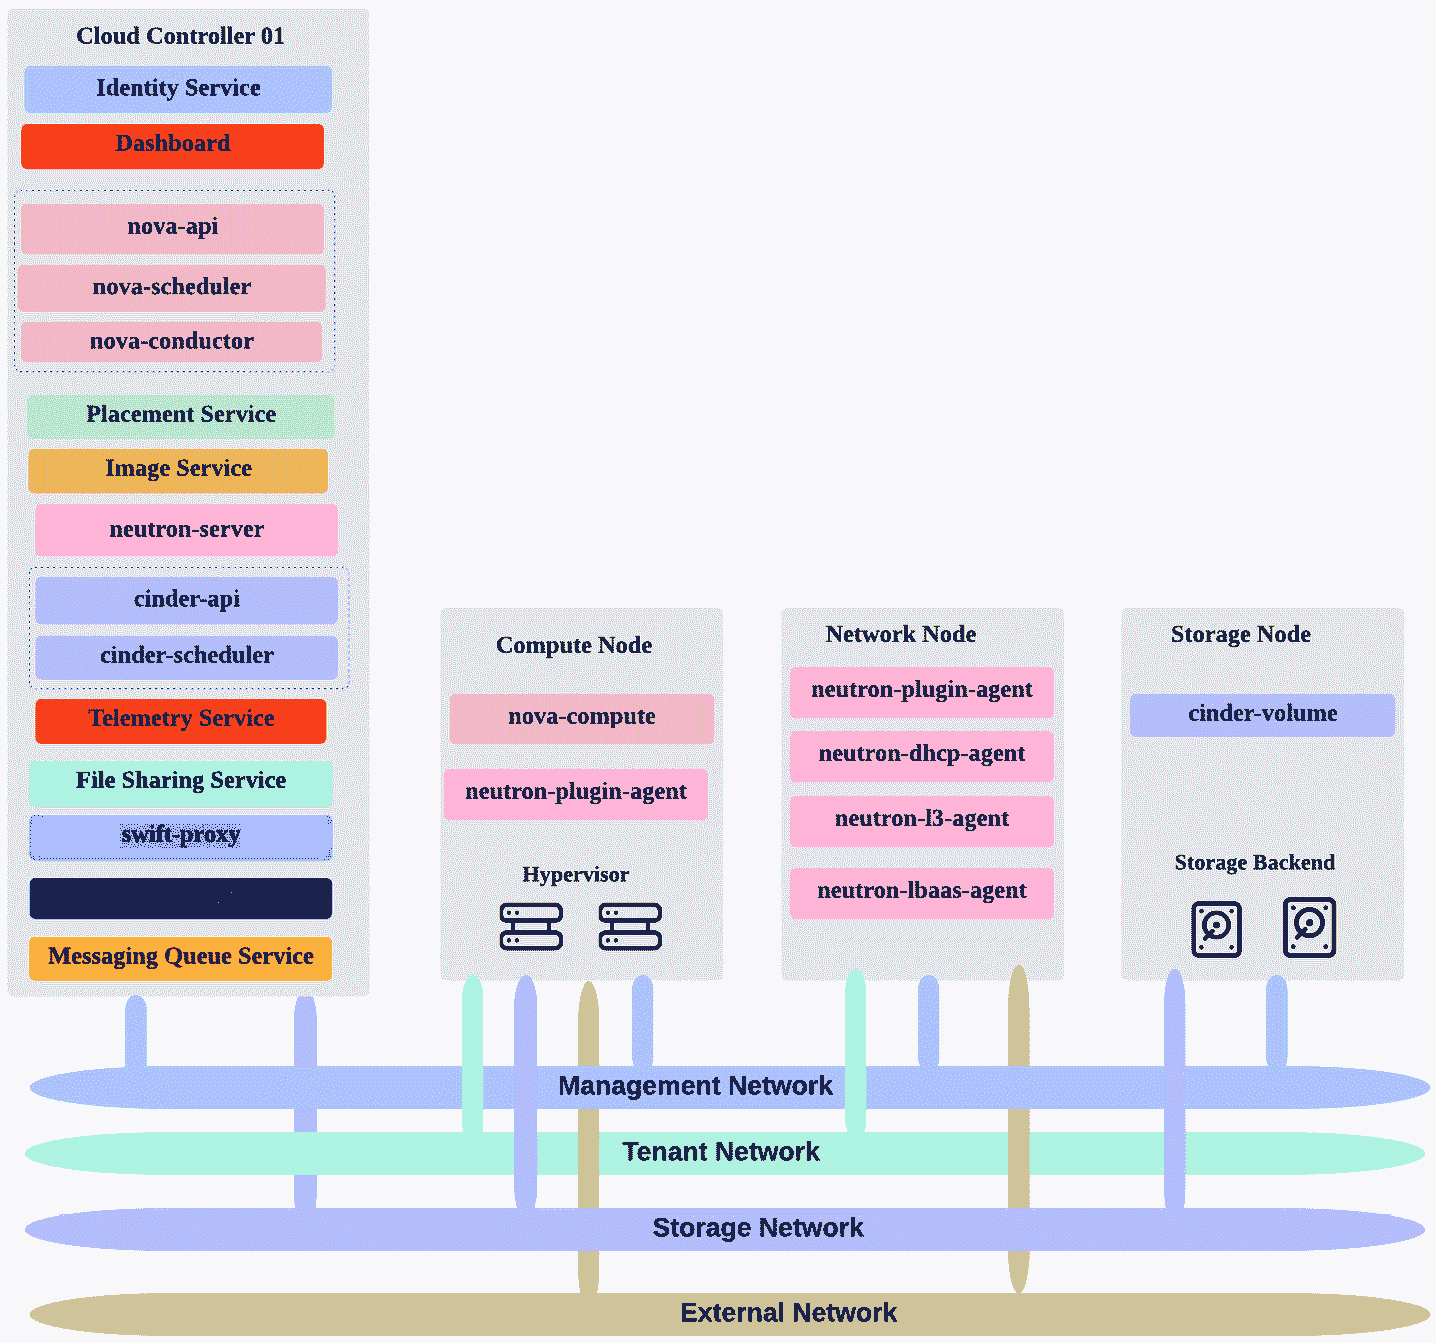 Cloud Controller 01
Identity Service
Dashboard
nova-api
nova-scheduler
nova-conductor
Placement Service
Image Service
neutron-server
cinder-api
cinder-scheduler
Telemetry Service
File Sharing Service
swift-proxy
Messaging Queue Service
Compute Node
nova-compute
neutron-plugin-agent
Hypervisor
Network Node
neutron-plugin-agent
neutron-dhcp-agent
neutron-l3-agent
neutron-lbaas-agent
Storage Node
cinder-volume
Storage Backend
Management Network
Tenant Network
Storage Network
External Network